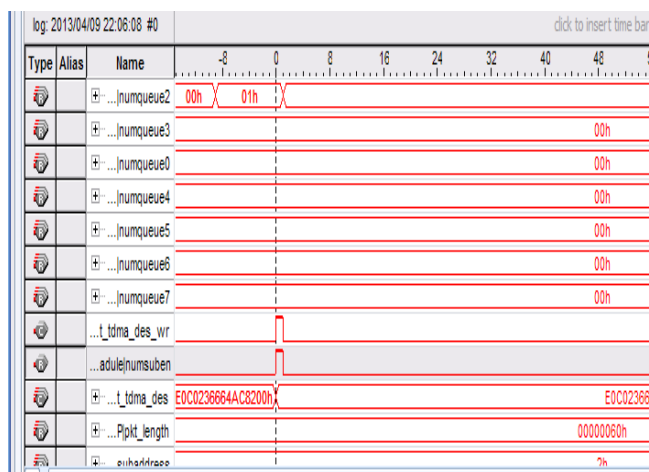 log: 2013/04/09 22:06:08 #0 click to insert time bar
Type Alias Name -8 0 8 16 24 32 40 48
...|numqueue2 00h 01h
...|numqueue3 00h
...|numqueue0 00h
...|numqueue4 00h
...|numqueue5 00h
...|numqueue6 00h
...|numqueue7 00h
...t_tdma_des_wr
...adule|numsuben
...t_tdma_des E0C0236664AC8200h E0C02366
...P|pkt_length 00000060h
...subaddress 2h